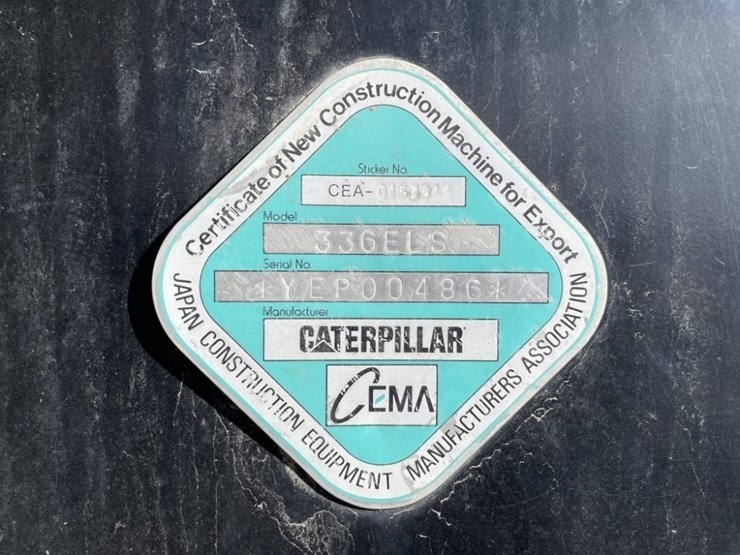 Certificate of New Construction Machine for Export
Sticker No.
CEA-
Model
336ELS
Serial No.
*YEP00486*
Manufacturer
CATERPILLAR
CEMA
JAPAN CONSTRUCTION EQUIPMENT MANUFACTURERS ASSOCIATION